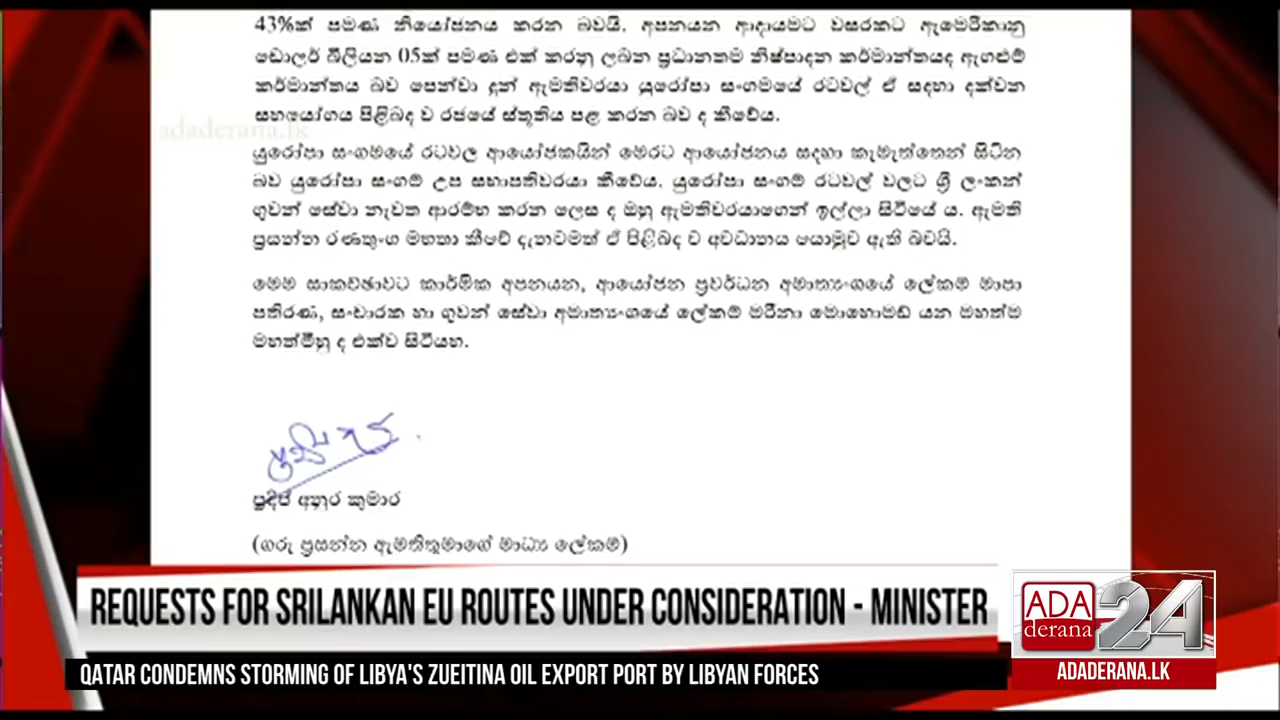 43%ක් පමණ නියෝජනය කරන බවයි. අපනයන ආදායමට වසරකට ඇමෙරිකානු
ඩොලර් බිලියන 05ක් පමණ එක් කරනු ලබන ප්‍රධානතම නිෂ්පාදන කර්මාන්තයද ඇගළුම්
කර්මාන්තය බව පෙන්වා දුන් ඇමතිවරයා යුරෝපා සංගමයේ රටවල් ඒ සඳහා දක්වන
සහයෝගය පිළිබඳ ව රජයේ ස්තූතිය පළ කරන බව ද කීවේය.
adaderana.lk
යුරෝපා සංගමයේ රටවල ආයෝජකයින් මෙරට ආයෝජනය සඳහා කැමැත්තෙන් සිටින
බව යුරෝපා සංගම් උප සභාපතිවරයා කීවේය. යුරෝපා සංගම් රටවල් වලට ශ්‍රී ලංකන්
ගුවන් සේවා නැවත ආරම්භ කරන ලෙස ද ඔහු ඇමතිවරයාගෙන් ඉල්ලා සිටියේ ය. ඇමති
ප්‍රසන්න රණතුංග මහතා කීවේ දැනටමත් ඒ පිළිබඳ ව අවධානය යොමුව ඇති බවයි.
මෙම සාකච්ඡාවට කාර්මික අපනයන, ආයෝජන ප්‍රවර්ධන අමාත්‍යංශයේ ලේකම් මාපා
පතිරණ, සංචාරක හා ගුවන් සේවා අමාත්‍යංශයේ ලේකම් මරීනා මොහොමඩ් යන මහත්ම
මහත්මීහු ද එක්ව සිටියහ.
ප්‍රදීප් අනුර කුමාර
(ගරු ප්‍රසන්න ඇමතිතුමාගේ මාධ්‍ය ලේකම්)
REQUESTS FOR SRILANKAN EU ROUTES UNDER CONSIDERATION - MINISTER
QATAR CONDEMNS STORMING OF LIBYA'S ZUEITINA OIL EXPORT PORT BY LIBYAN FORCES
ADA
derana
24
ADADERANA.LK